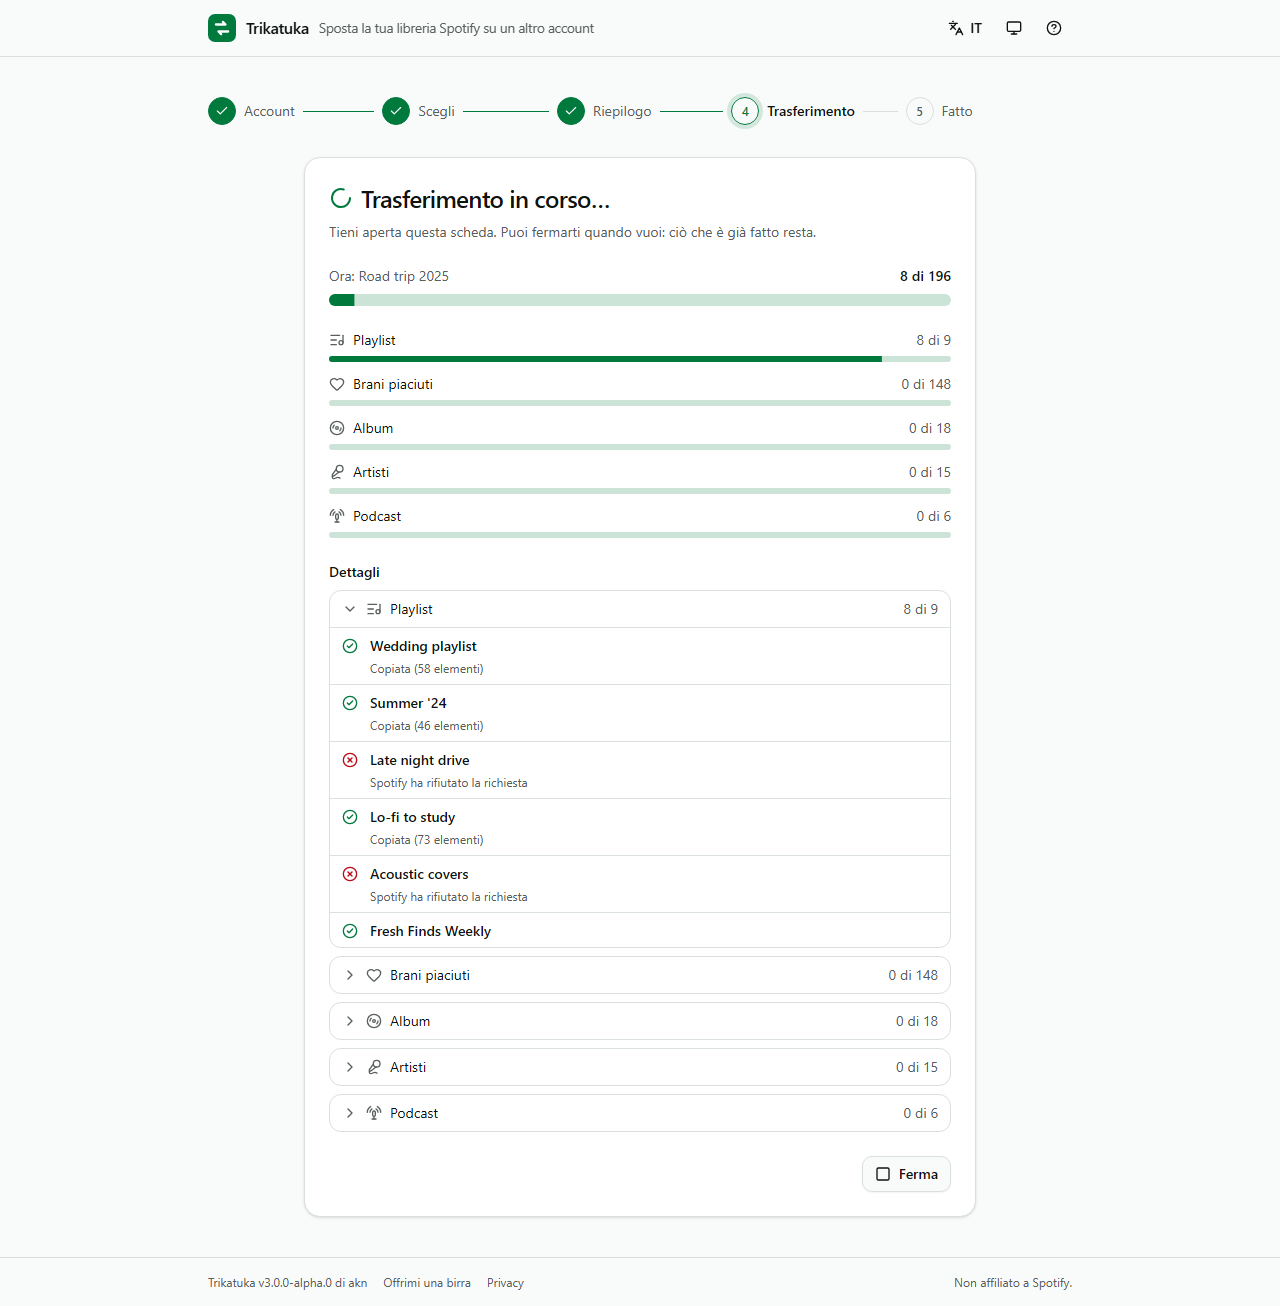 Trikatuka Sposta la tua libreria Spotify su un altro account
IT
Account
Scegli
Riepilogo
4 Trasferimento
5 Fatto
Trasferimento in corso...
Tieni aperta questa scheda. Puoi fermarti quando vuoi: ciò che è già fatto resta.
Ora: Road trip 2025 8 di 196
Playlist 8 di 9
Brani piaciuti 0 di 148
Album 0 di 18
Artisti 0 di 15
Podcast 0 di 6
Dettagli
Playlist 8 di 9
Wedding playlist
Copiata (58 elementi)
Summer '24
Copiata (46 elementi)
Late night drive
Spotify ha rifiutato la richiesta
Lo-fi to study
Copiata (73 elementi)
Acoustic covers
Spotify ha rifiutato la richiesta
Fresh Finds Weekly
Brani piaciuti 0 di 148
Album 0 di 18
Artisti 0 di 15
Podcast 0 di 6
Ferma
Trikatuka v3.0.0-alpha.0 di akn Offrimi una birra Privacy Non affiliato a Spotify.